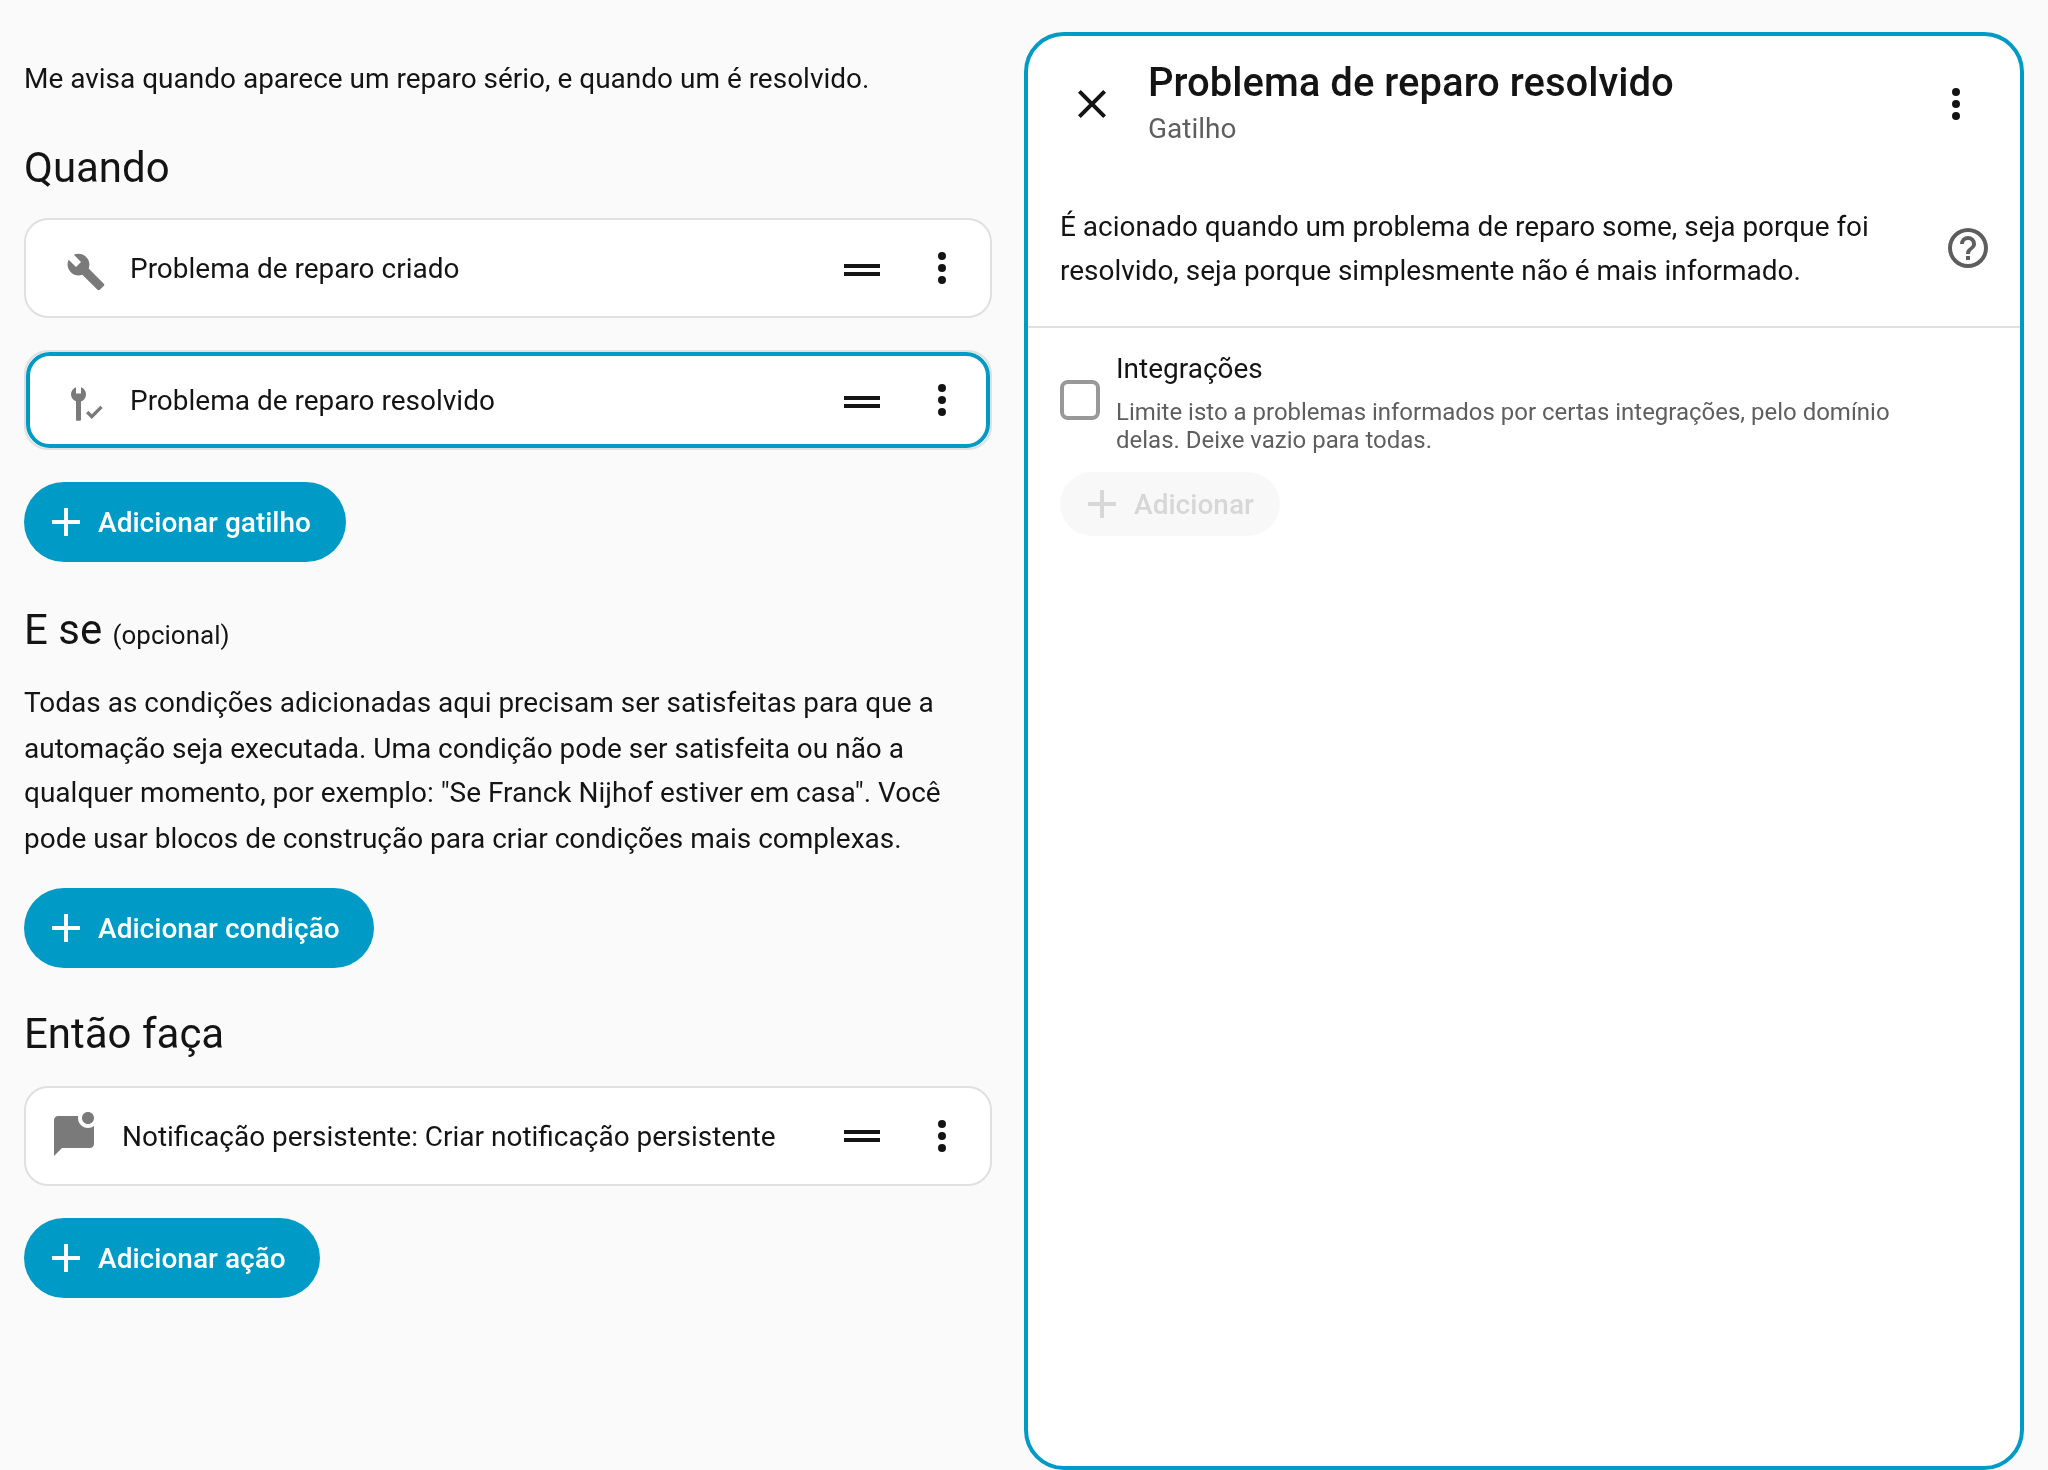 Me avisa quando aparece um reparo sério, e quando um é resolvido.
Quando
Problema de reparo criado
Problema de reparo resolvido
Adicionar gatilho
E se (opcional)
Todas as condições adicionadas aqui precisam ser satisfeitas para que a
automação seja executada. Uma condição pode ser satisfeita ou não a
qualquer momento, por exemplo: "Se Franck Nijhof estiver em casa". Você
pode usar blocos de construção para criar condições mais complexas.
Adicionar condição
Então faça
Notificação persistente: Criar notificação persistente
Adicionar ação
Problema de reparo resolvido
Gatilho
É acionado quando um problema de reparo some, seja porque foi
resolvido, seja porque simplesmente não é mais informado.
Integrações
Limite isto a problemas informados por certas integrações, pelo domínio
delas. Deixe vazio para todas.
Adicionar